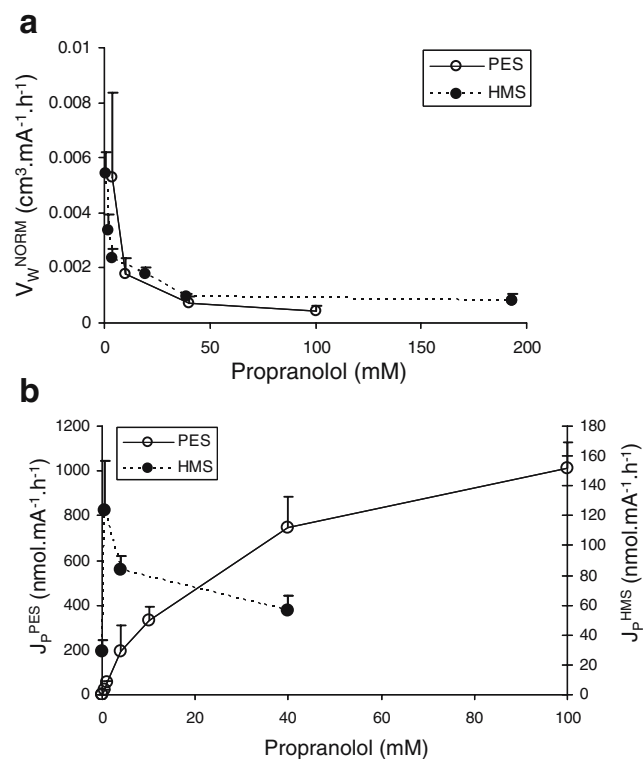 a
0.01
0.008
0.006
0.004
0.002
0
V_W^NORM (cm³.mA⁻¹.h⁻¹)
PES
HMS
0 50 100 150 200
Propranolol (mM)
b
1200
1000
800
600
400
200
0
J_P^PES (nmol.mA⁻¹.h⁻¹)
PES
HMS
180
160
140
120
100
80
60
40
20
0
J_P^HMS (nmol.mA⁻¹.h⁻¹)
0 20 40 60 80 100
Propranolol (mM)